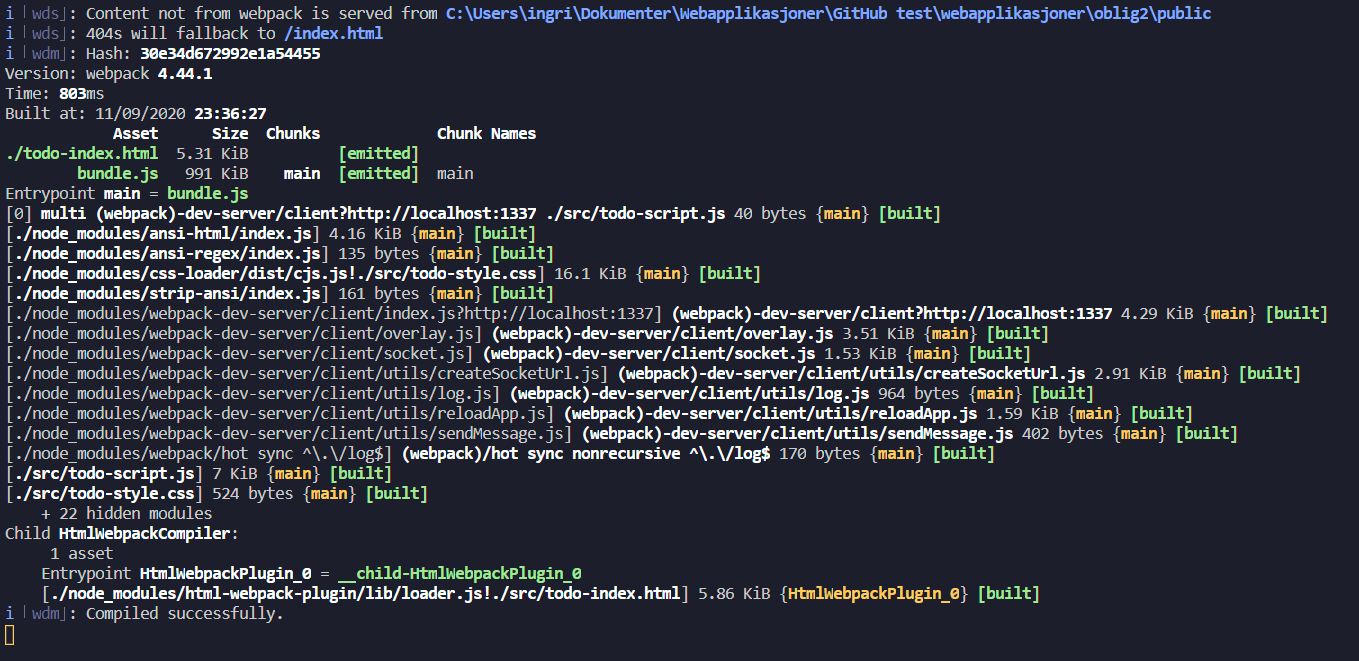 i ｢wds｣: Content not from webpack is served from C:\Users\ingri\Dokumenter\Webapplikasjoner\GitHub test\webapplikasjoner\oblig2\public
i ｢wds｣: 404s will fallback to /index.html
i ｢wdm｣: Hash: 30e34d672992e1a54455
Version: webpack 4.44.1
Time: 803ms
Built at: 11/09/2020 23:36:27
Asset Size Chunks Chunk Names
./todo-index.html 5.31 KiB [emitted]
bundle.js 991 KiB main [emitted] main
Entrypoint main = bundle.js
[0] multi (webpack)-dev-server/client?http://localhost:1337 ./src/todo-script.js 40 bytes {main} [built]
[./node_modules/ansi-html/index.js] 4.16 KiB {main} [built]
[./node_modules/ansi-regex/index.js] 135 bytes {main} [built]
[./node_modules/css-loader/dist/cjs.js!./src/todo-style.css] 16.1 KiB {main} [built]
[./node_modules/strip-ansi/index.js] 161 bytes {main} [built]
[./node_modules/webpack-dev-server/client/index.js?http://localhost:1337] (webpack)-dev-server/client?http://localhost:1337 4.29 KiB {main} [built]
[./node_modules/webpack-dev-server/client/overlay.js] (webpack)-dev-server/client/overlay.js 3.51 KiB {main} [built]
[./node_modules/webpack-dev-server/client/socket.js] (webpack)-dev-server/client/socket.js 1.53 KiB {main} [built]
[./node_modules/webpack-dev-server/client/utils/createSocketUrl.js] (webpack)-dev-server/client/utils/createSocketUrl.js 2.91 KiB {main} [built]
[./node_modules/webpack-dev-server/client/utils/log.js] (webpack)-dev-server/client/utils/log.js 964 bytes {main} [built]
[./node_modules/webpack-dev-server/client/utils/reloadApp.js] (webpack)-dev-server/client/utils/reloadApp.js 1.59 KiB {main} [built]
[./node_modules/webpack-dev-server/client/utils/sendMessage.js] (webpack)-dev-server/client/utils/sendMessage.js 402 bytes {main} [built]
[./node_modules/webpack/hot sync ^\.\/log$] (webpack)/hot sync nonrecursive ^\.\/log$ 170 bytes {main} [built]
[./src/todo-script.js] 7 KiB {main} [built]
[./src/todo-style.css] 524 bytes {main} [built]
+ 22 hidden modules
Child HtmlWebpackCompiler:
1 asset
Entrypoint HtmlWebpackPlugin_0 = __child-HtmlWebpackPlugin_0
[./node_modules/html-webpack-plugin/lib/loader.js!./src/todo-index.html] 5.86 KiB {HtmlWebpackPlugin_0} [built]
i ｢wdm｣: Compiled successfully.